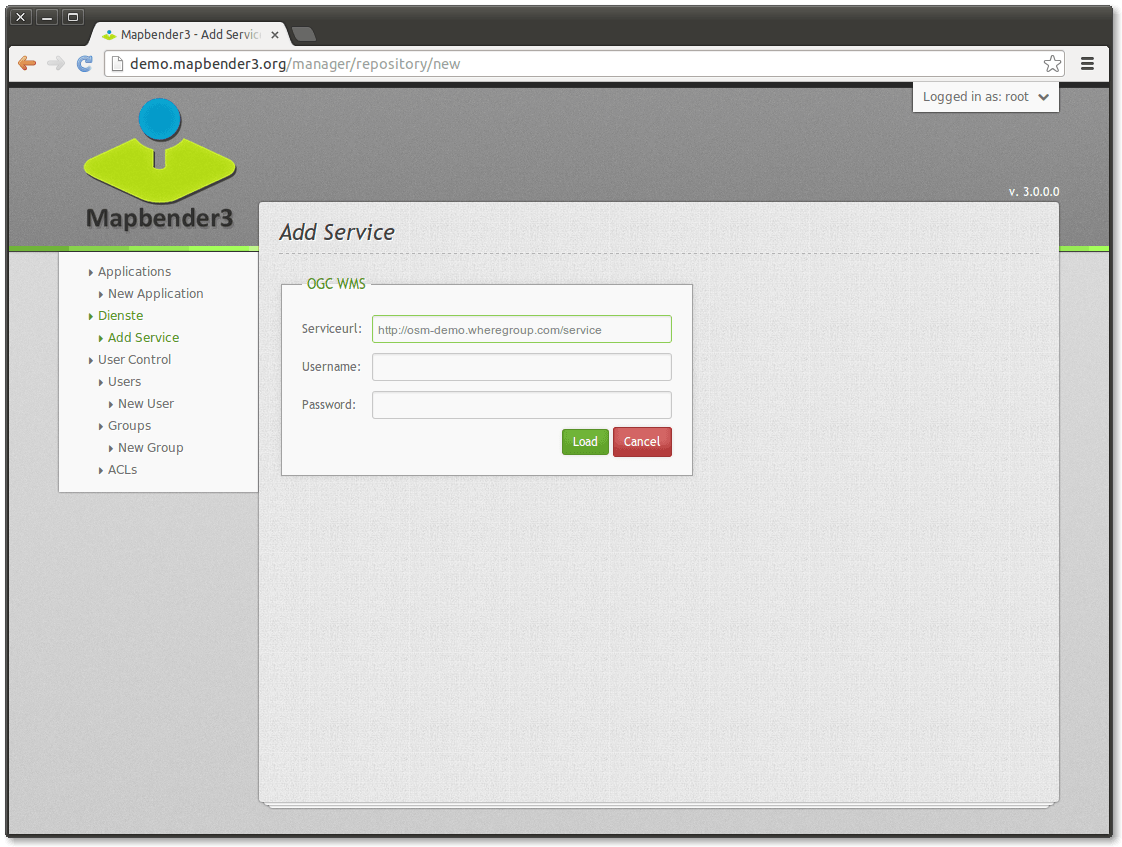 Mapbender3 - Add Servic
demo.mapbender3.org/manager/repository/new
Logged in as: root
v. 3.0.0.0
Mapbender3
Add Service
Applications
New Application
Dienste
Add Service
User Control
Users
New User
Groups
New Group
ACLs
OGC WMS
Serviceurl: http://osm-demo.wheregroup.com/service
Username:
Password:
Load Cancel